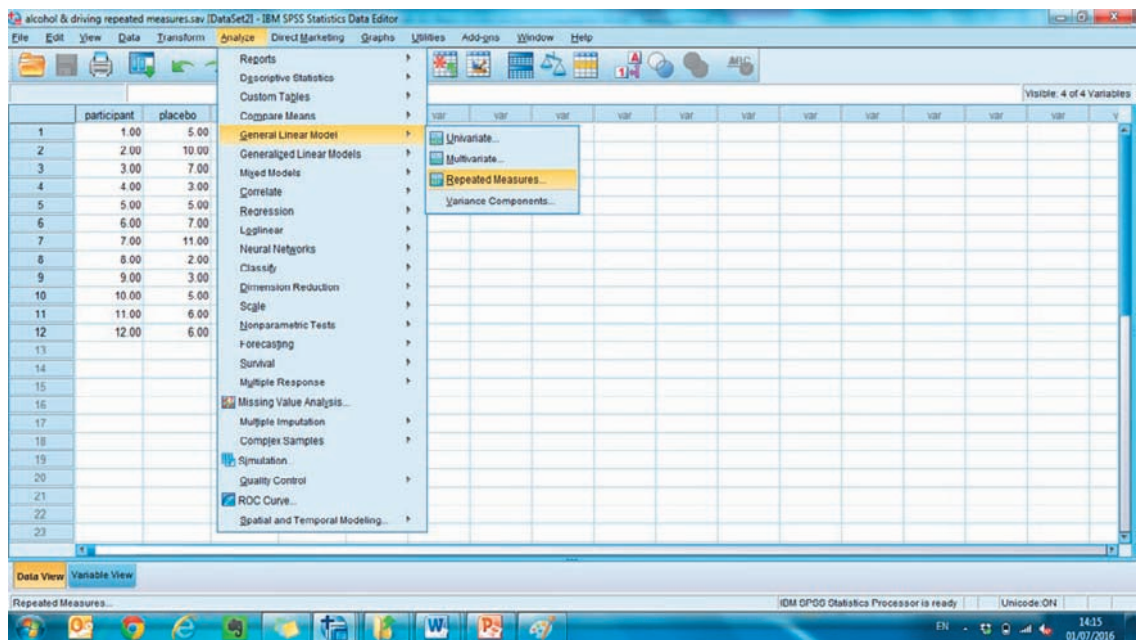 alcohol & driving repeated measures.sav [DataSet2] - IBM SPSS Statistics Data Editor
File Edit View Data Transform Analyze Direct Marketing Graphs Utilities Add-ons Window Help
Visible: 4 of 4 Variables
participant placebo var var var var var var var var var var
1 1.00 5.00
2 2.00 10.00
3 3.00 7.00
4 4.00 3.00
5 5.00 5.00
6 6.00 7.00
7 7.00 11.00
8 8.00 2.00
9 9.00 3.00
10 10.00 5.00
11 11.00 6.00
12 12.00 6.00
13
14
15
16
17
18
19
20
21
22
23
Reports
Descriptive Statistics
Custom Tables
Compare Means
General Linear Model
Generalized Linear Models
Mixed Models
Correlate
Regression
Loglinear
Neural Networks
Classify
Dimension Reduction
Scale
Nonparametric Tests
Forecasting
Survival
Multiple Response
Missing Value Analysis...
Multiple Imputation
Complex Samples
Simulation...
Quality Control
ROC Curve...
Spatial and Temporal Modeling...
Univariate...
Multivariate...
Repeated Measures...
Variance Components...
Data View Variable View
Repeated Measures... IBM SPSS Statistics Processor is ready Unicode:ON
EN 14:15
01/07/2016